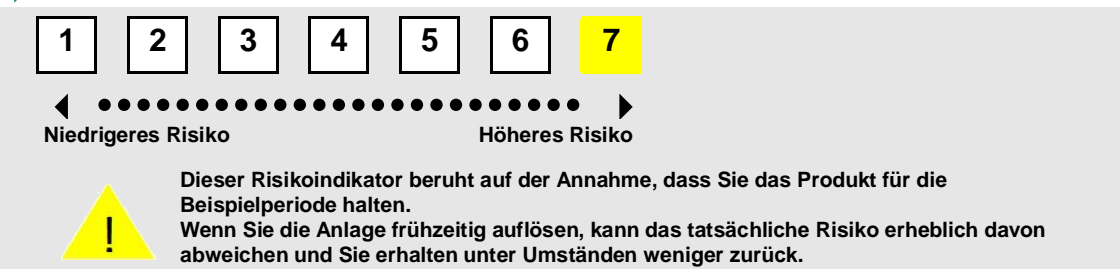 1 2 3 4 5 6 7
Niedrigeres Risiko Höheres Risiko
Dieser Risikoindikator beruht auf der Annahme, dass Sie das Produkt für die
Beispielperiode halten.
Wenn Sie die Anlage frühzeitig auflösen, kann das tatsächliche Risiko erheblich davon
abweichen und Sie erhalten unter Umständen weniger zurück.
!